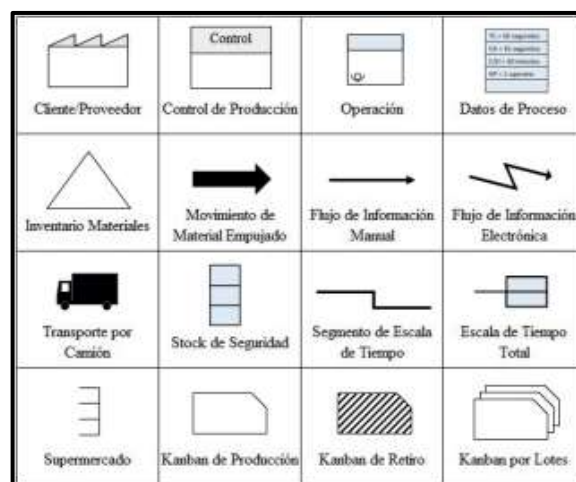 Control
Cliente/Proveedor
Control de Producción
Operación
Datos de Proceso
Inventario Materiales
Movimiento de
Material Empujado
Flujo de Información
Manual
Flujo de Información
Electrónica
Transporte por
Camión
Stock de Seguridad
Segmento de Escala
de Tiempo
Escala de Tiempo
Total
Supermercado
Kanban de Producción
Kanban de Retiro
Kanban por Lotes